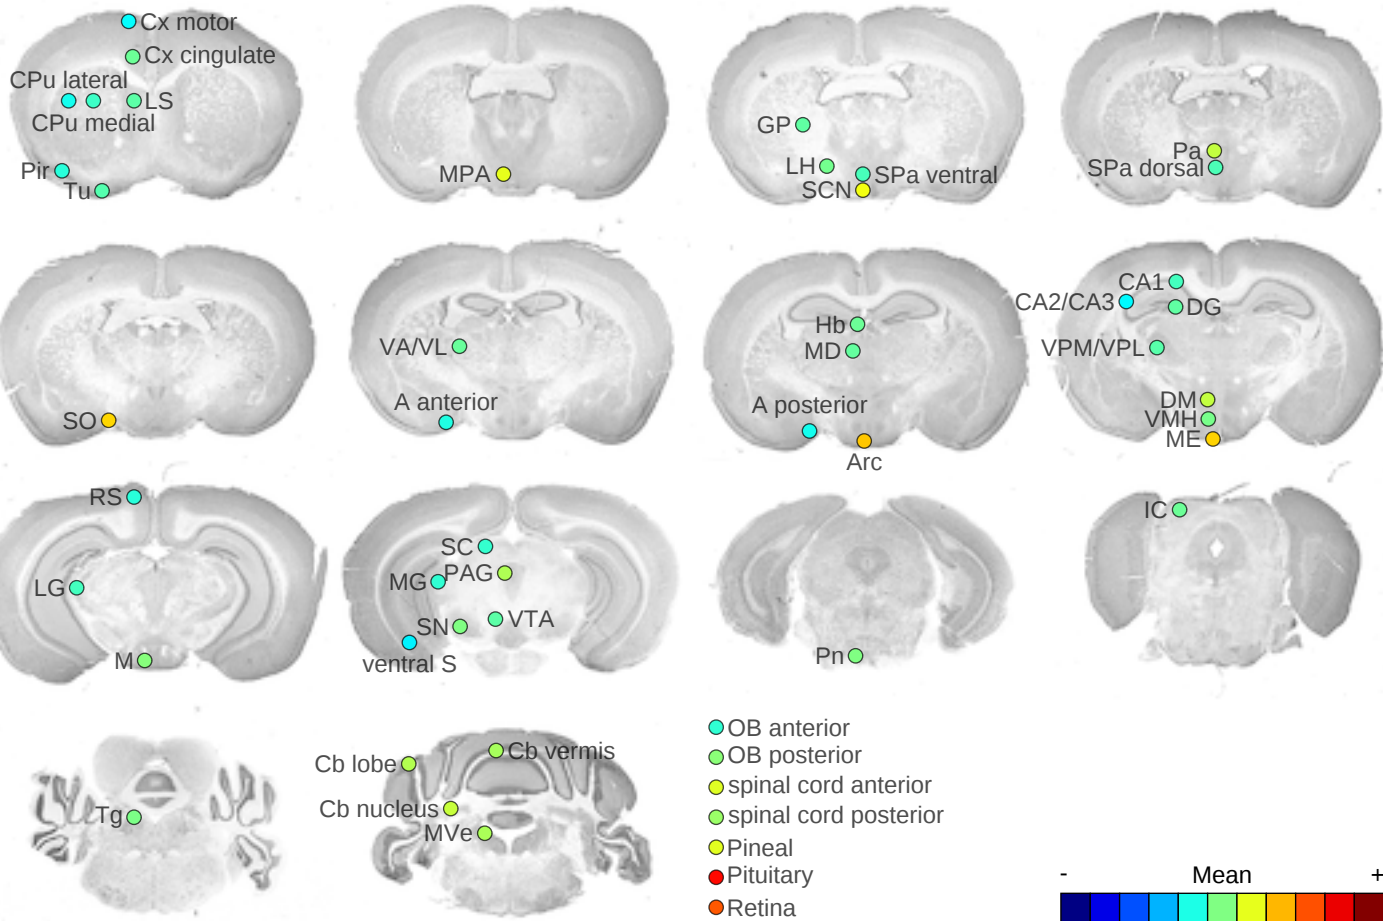 Cx motor
Cx cingulate
CPu lateral
LS
CPu medial
Pir
Tu
MPA
GP
LH
SPa ventral
SCN
Pa
SPa dorsal
SO
VA/VL
A anterior
Hb
MD
A posterior
Arc
CA1
CA2/CA3
DG
VPM/VPL
DM
VMH
ME
RS
LG
M
SC
MG
PAG
SN
VTA
ventral S
Pn
IC
Tg
Cb lobe
Cb vermis
Cb nucleus
MVe
OB anterior
OB posterior
spinal cord anterior
spinal cord posterior
Pineal
Pituitary
Retina
- Mean +